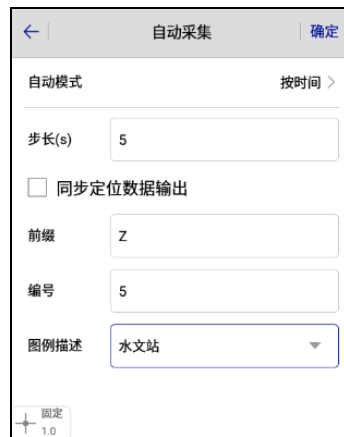 自动采集 确定
自动模式 按时间
步长(s) 5
同步定位数据输出
前缀 Z
编号 5
图例描述 水文站
固定
1.0